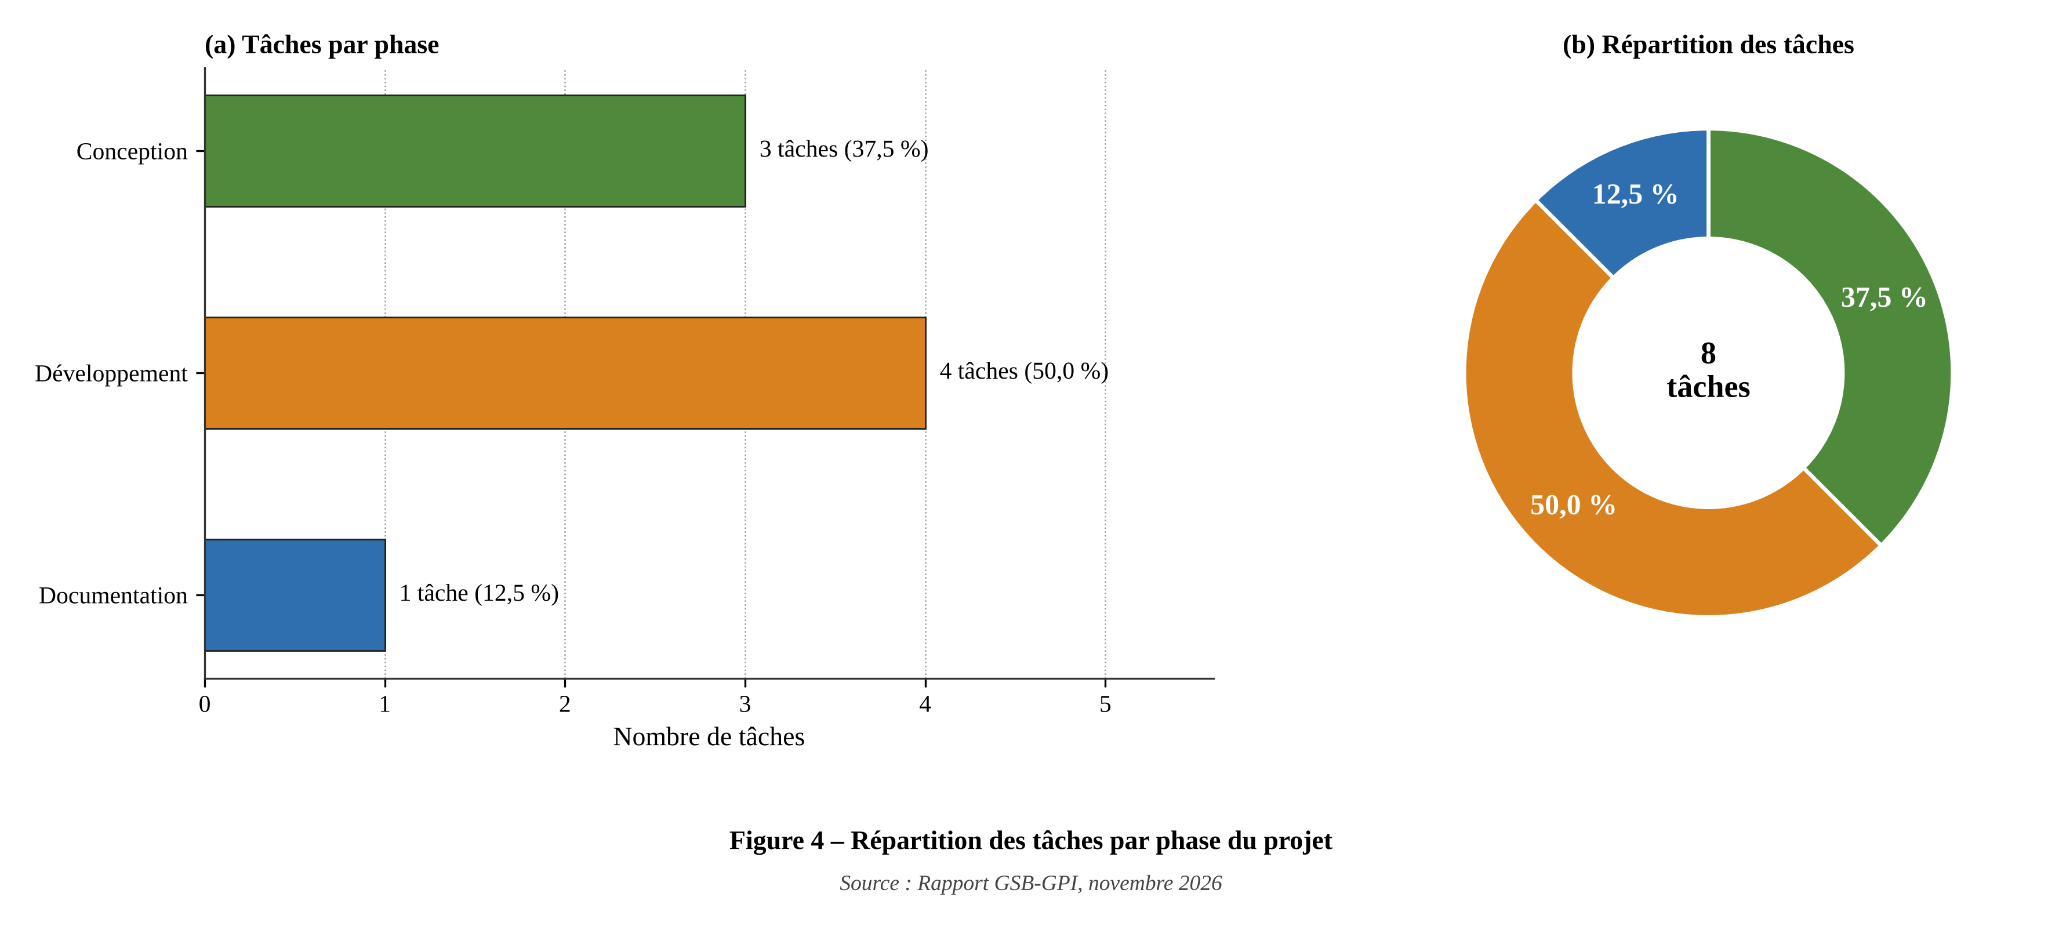 (a) Tâches par phase
Conception
3 tâches (37,5 %)
Développement
4 tâches (50,0 %)
Documentation
1 tâche (12,5 %)
0 1 2 3 4 5
Nombre de tâches
(b) Répartition des tâches
12,5 %
37,5 %
8
tâches
50,0 %
Figure 4 – Répartition des tâches par phase du projet
Source : Rapport GSB-GPI, novembre 2026